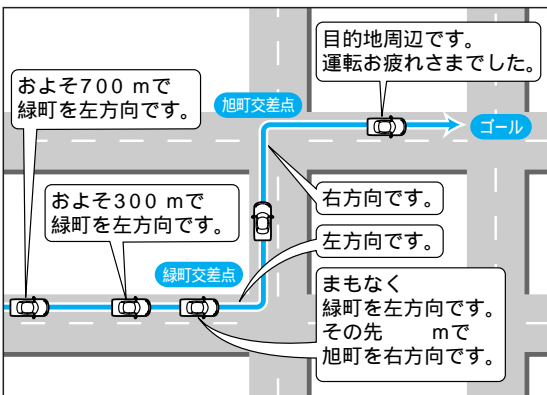 目的地周辺です。
運転お疲れさまでした。
およそ700 mで
緑町を左方向です。
旭町交差点
ゴール
右方向です。
およそ300 mで
緑町を左方向です。
左方向です。
緑町交差点
まもなく
緑町を左方向です。
その先　　mで
旭町を右方向です。